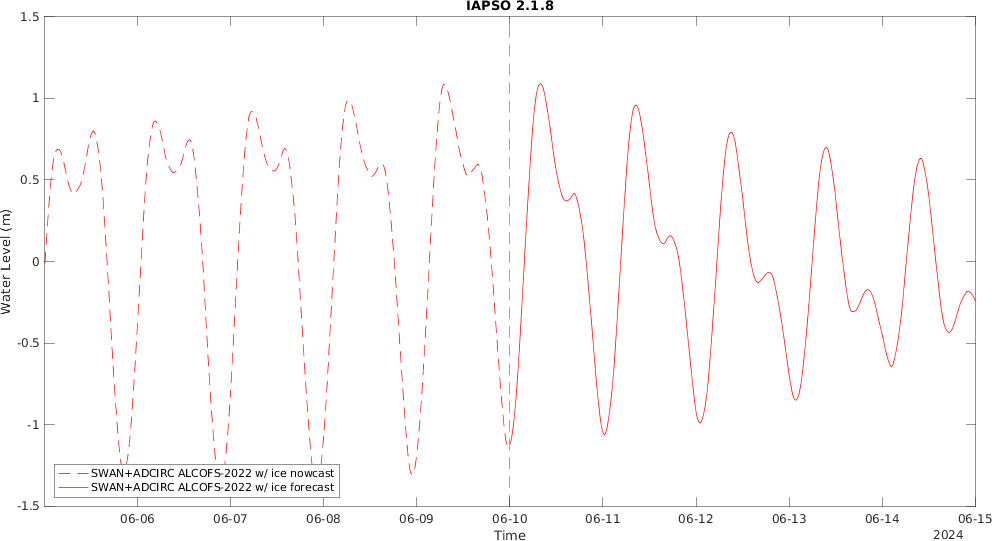 IAPSO 2.1.8
1.5
1
0.5
0
-0.5
-1
-1.5
Water Level (m)
SWAN+ADCIRC ALCOFS-2022 w/ ice nowcast
SWAN+ADCIRC ALCOFS-2022 w/ ice forecast
06-06 06-07 06-08 06-09 06-10 06-11 06-12 06-13 06-14 06-15
Time
2024